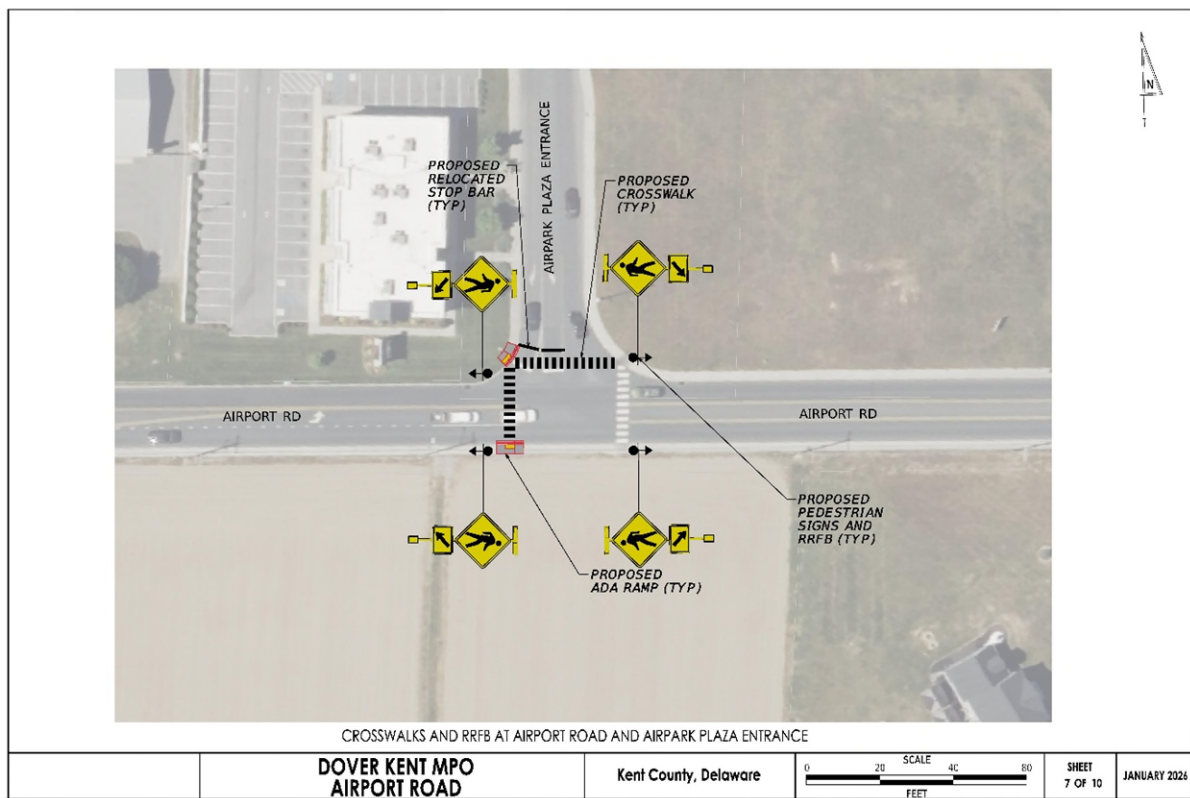 N
PROPOSED
RELOCATED
STOP BAR
(TYP)
AIRPARK PLAZA ENTRANCE
PROPOSED
CROSSWALK
(TYP)
AIRPORT RD
AIRPORT RD
PROPOSED
PEDESTRIAN
SIGNS AND
RRFB (TYP)
PROPOSED
ADA RAMP (TYP)
CROSSWALKS AND RRFB AT AIRPORT ROAD AND AIRPARK PLAZA ENTRANCE
DOVER KENT MPO
AIRPORT ROAD
Kent County, Delaware
SCALE
0 20 40 80
FEET
SHEET
7 OF 10
JANUARY 2026